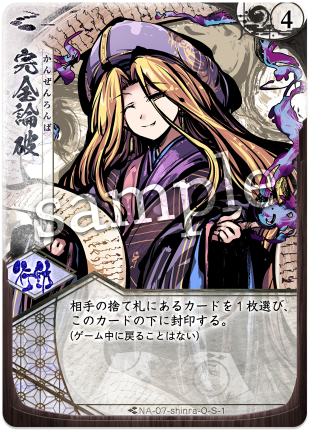 4
完全論破
かんぜんろんぱ
sample
行動
相手の捨て札にあるカードを1枚選び、
このカードの下に封印する。
(ゲーム中に戻ることはない)
NA-07-shinra-O-S-1